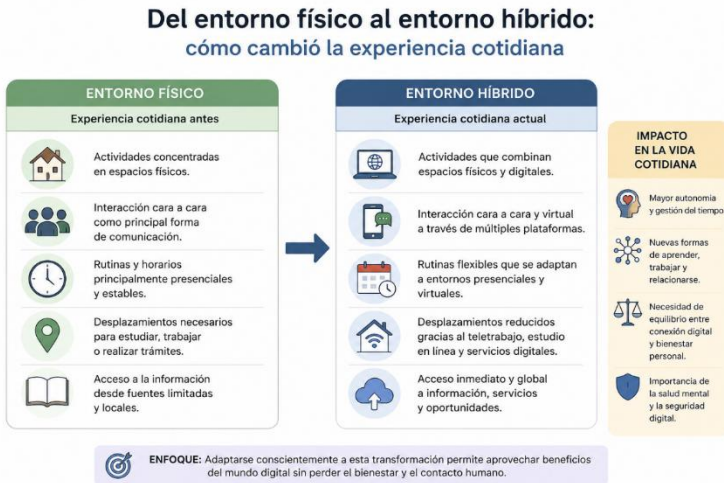 Del entorno físico al entorno híbrido:
cómo cambió la experiencia cotidiana
ENTORNO FÍSICO
Experiencia cotidiana antes
Actividades concentradas
en espacios físicos.
Interacción cara a cara
como principal forma
de comunicación.
Rutinas y horarios
principalmente presenciales
y estables.
Desplazamientos necesarios
para estudiar, trabajar
o realizar trámites.
Acceso a la información
desde fuentes limitadas
y locales.
ENTORNO HÍBRIDO
Experiencia cotidiana actual
Actividades que combinan
espacios físicos y digitales.
Interacción cara a cara y virtual
a través de múltiples plataformas.
Rutinas flexibles que se adaptan
a entornos presenciales y
virtuales.
Desplazamientos reducidos
gracias al teletrabajo, estudio
en línea y servicios digitales.
Acceso inmediato y global
a información, servicios
y oportunidades.
IMPACTO
EN LA VIDA
COTIDIANA
Mayor autonomía
y gestión del tiempo
Nuevas formas
de aprender,
trabajar y
relacionarse.
Necesidad de
equilibrio entre
conexión digital
y bienestar
personal.
Importancia de
la salud mental
y la seguridad
digital.
ENFOQUE: Adaptarse conscientemente a esta transformación permite aprovechar beneficios
del mundo digital sin perder el bienestar y el contacto humano.